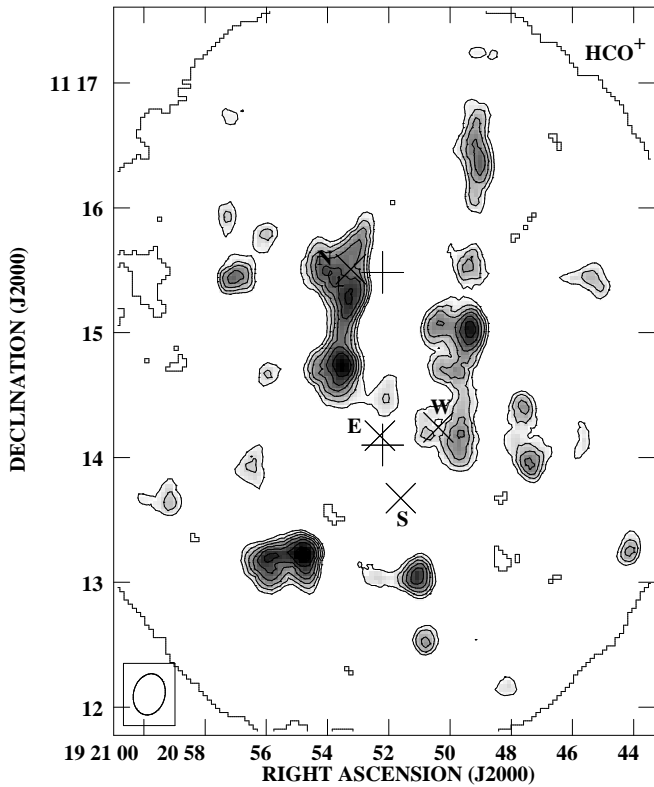 HCO+
11 17
16
15
14
13
12
N
W
E
S
DECLINATION (J2000)
19 21 00 20 58 56 54 52 50 48 46 44
RIGHT ASCENSION (J2000)